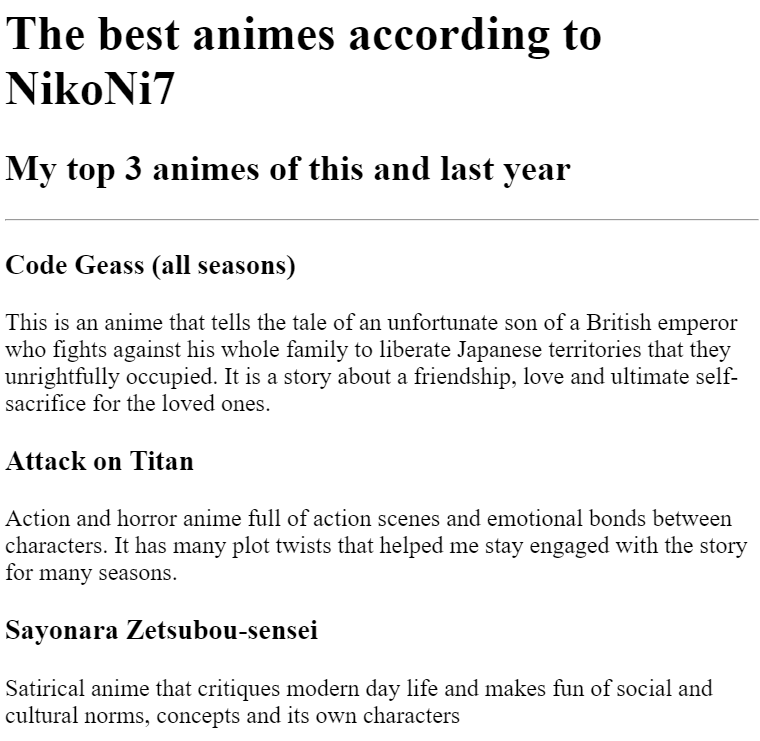 The best animes according to
NikoNi7
My top 3 animes of this and last year
Code Geass (all seasons)
This is an anime that tells the tale of an unfortunate son of a British emperor
who fights against his whole family to liberate Japanese territories that they
unrightfully occupied. It is a story about a friendship, love and ultimate self-
sacrifice for the loved ones.
Attack on Titan
Action and horror anime full of action scenes and emotional bonds between
characters. It has many plot twists that helped me stay engaged with the story
for many seasons.
Sayonara Zetsubou-sensei
Satirical anime that critiques modern day life and makes fun of social and
cultural norms, concepts and its own characters